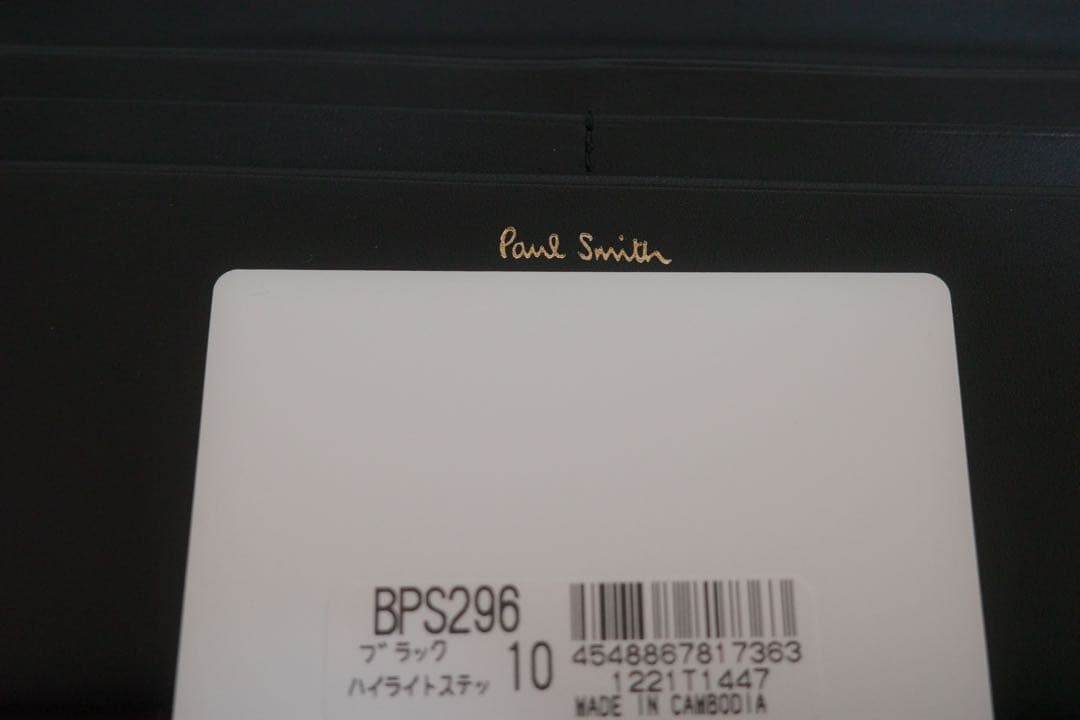 Paul Smith
BPS296
ブラック
10
ハイライトステッ
4548867817363
1221T1447
MADE IN CAMBODIA